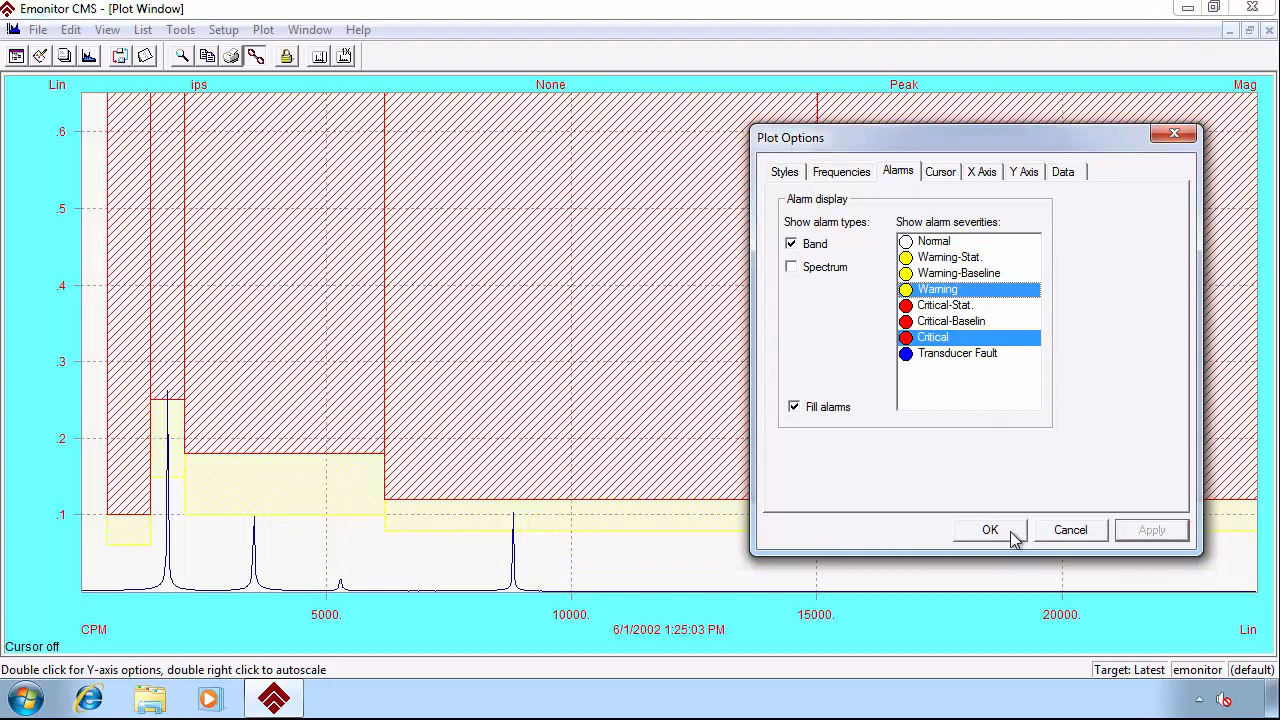 Emonitor CMS - [Plot Window]
File Edit View List Tools Setup Plot Window Help
1X
Lin ips None Peak Mag
.6
.5
.4
.3
.2
.1
5000. 10000. 15000. 20000.
CPM 6/1/2002 1:25:03 PM Lin
Cursor off
Plot Options
Styles Frequencies Alarms Cursor X Axis Y Axis Data
Alarm display
Show alarm types: Show alarm severities:
Band
Spectrum
Normal
Warning-Stat.
Warning-Baseline
Warning
Critical-Stat.
Critical-Baselin
Critical
Transducer Fault
Fill alarms
OK Cancel Apply
Double click for Y-axis options, double right click to autoscale Target: Latest emonitor (default)